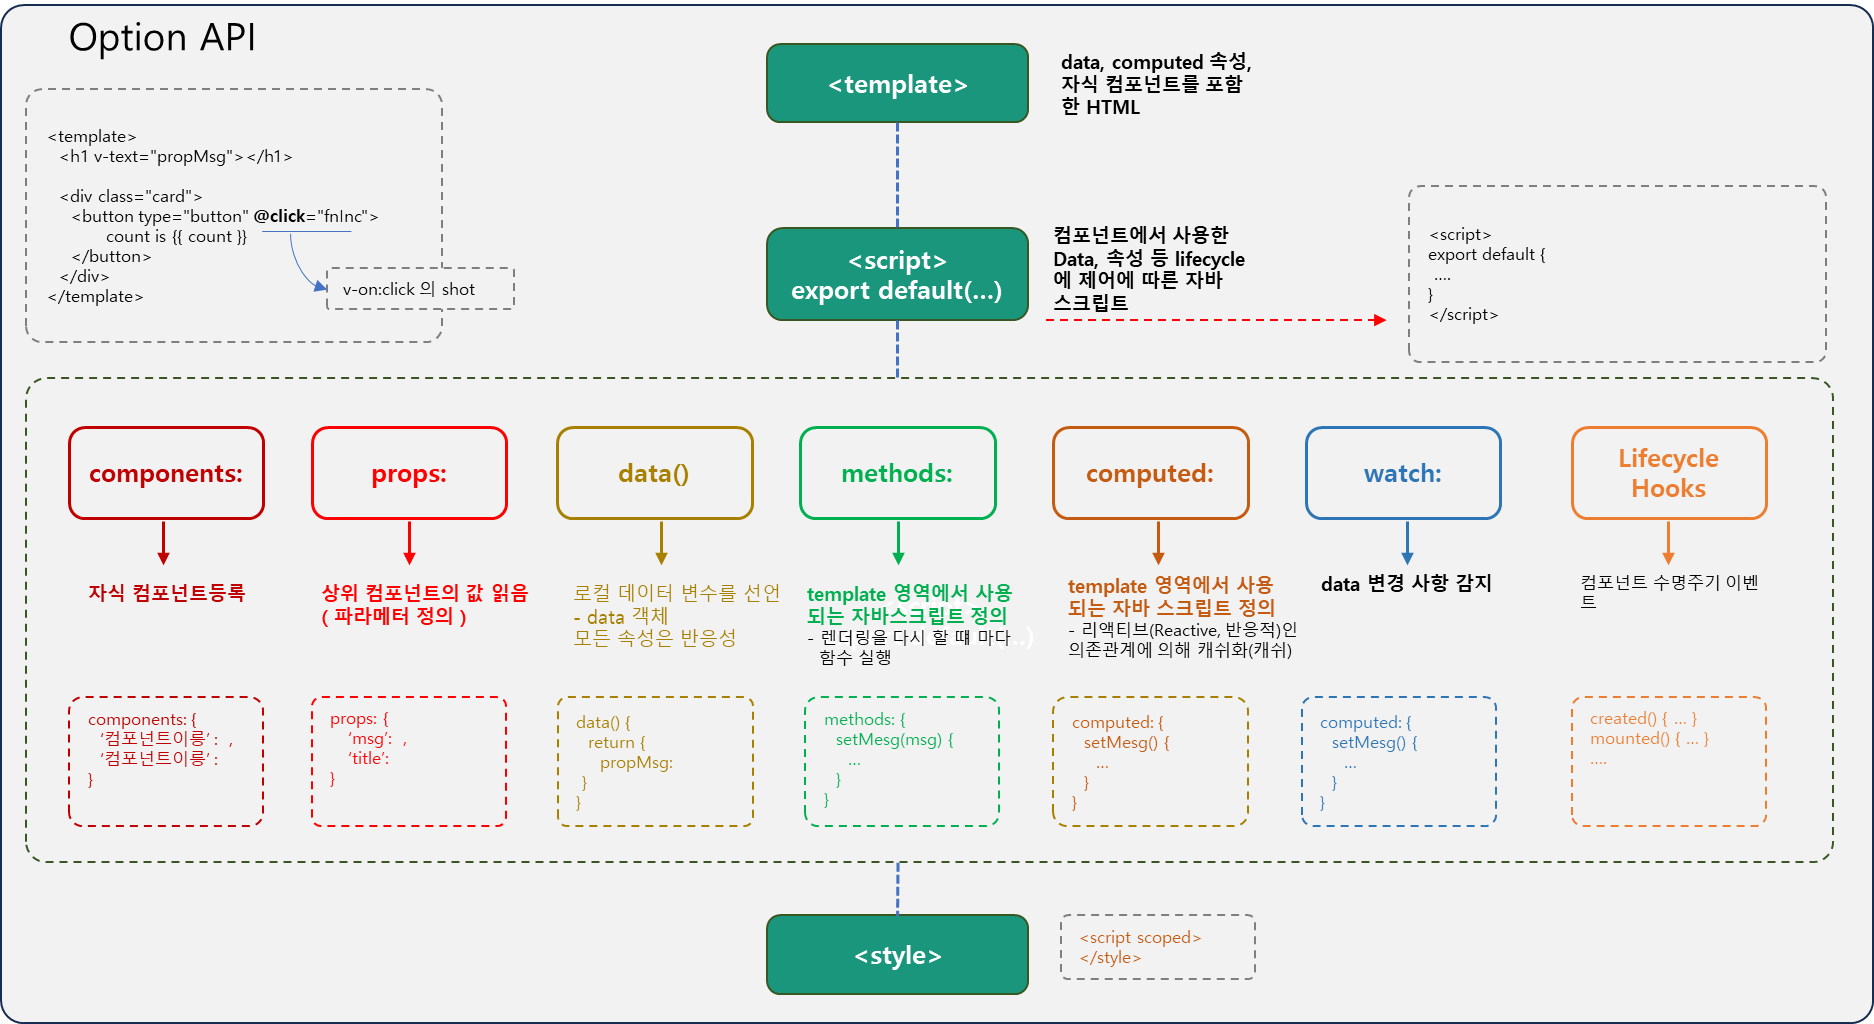 Option API
<template>
data, computed 속성,
자식 컴포넌트를 포함
한 HTML
<template>
<h1 v-text="propMsg"></h1>
<div class="card">
<button type="button" @click="fnInc">
count is {{ count }}
</button>
</div>
</template>
v-on:click 의 shot
<script>
export default(...)
컴포넌트에서 사용한
Data, 속성 등 lifecycle
에 제어에 따른 자바
스크립트
<script>
export default {
....
}
</script>
components:
props:
data()
methods:
computed:
watch:
Lifecycle
Hooks
자식 컴포넌트등록
상위 컴포넌트의 값 읽음
( 파라메터 정의 )
로컬 데이터 변수를 선언
- data 객체
모든 속성은 반응성
template 영역에서 사용
되는 자바스크립트 정의
- 렌더링을 다시 할 떄 마다
함수 실행
template 영역에서 사용
되는 자바 스크립트 정의
- 리액티브(Reactive, 반응적)인
의존관계에 의해 캐쉬화(캐쉬)
data 변경 사항 감지
컴포넌트 수명주기 이벤
트
components: {
‘컴포넌트이릉’ : ,
‘컴포넌트이릉’ :
}
props: {
‘msg’: ,
‘title’:
}
data() {
return {
propMsg:
}
}
methods: {
setMesg(msg) {
...
}
}
computed: {
setMesg() {
...
}
}
computed: {
setMesg() {
...
}
}
created() { ... }
mounted() { ... }
....
<style>
<script scoped>
</style>